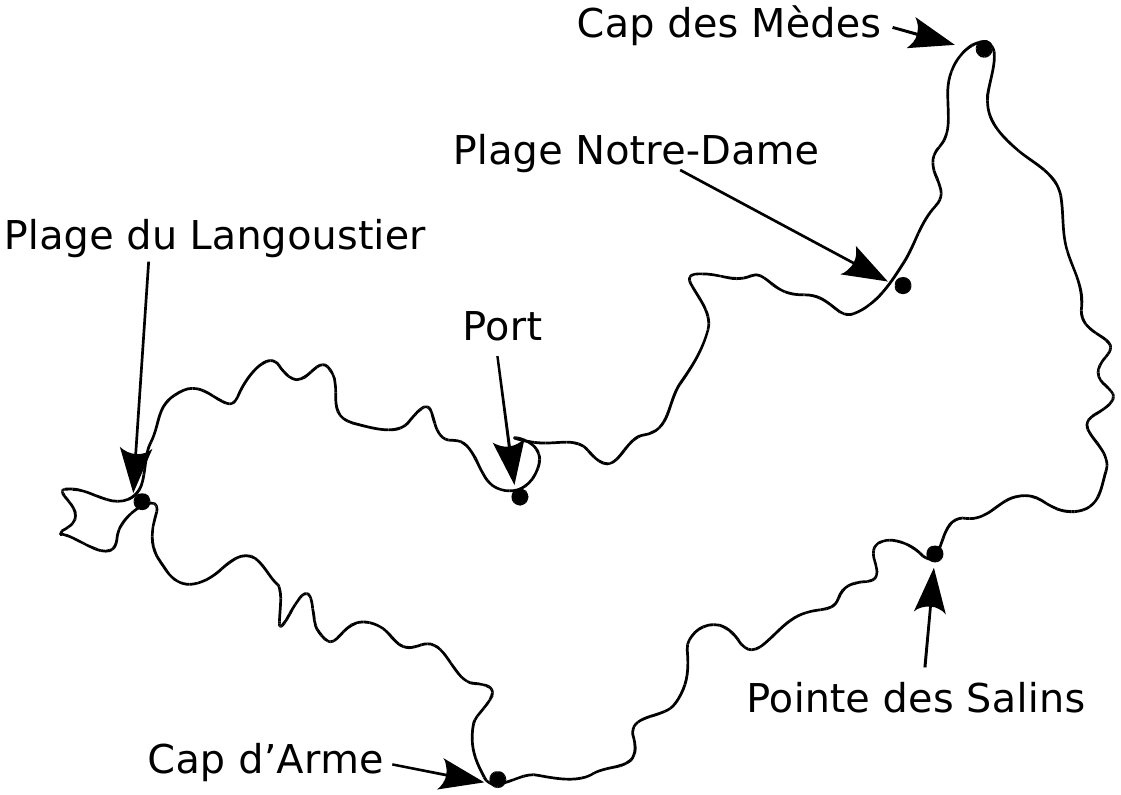 Cap des Mèdes
Plage Notre-Dame
Plage du Langoustier
Port
Pointe des Salins
Cap d’Arme